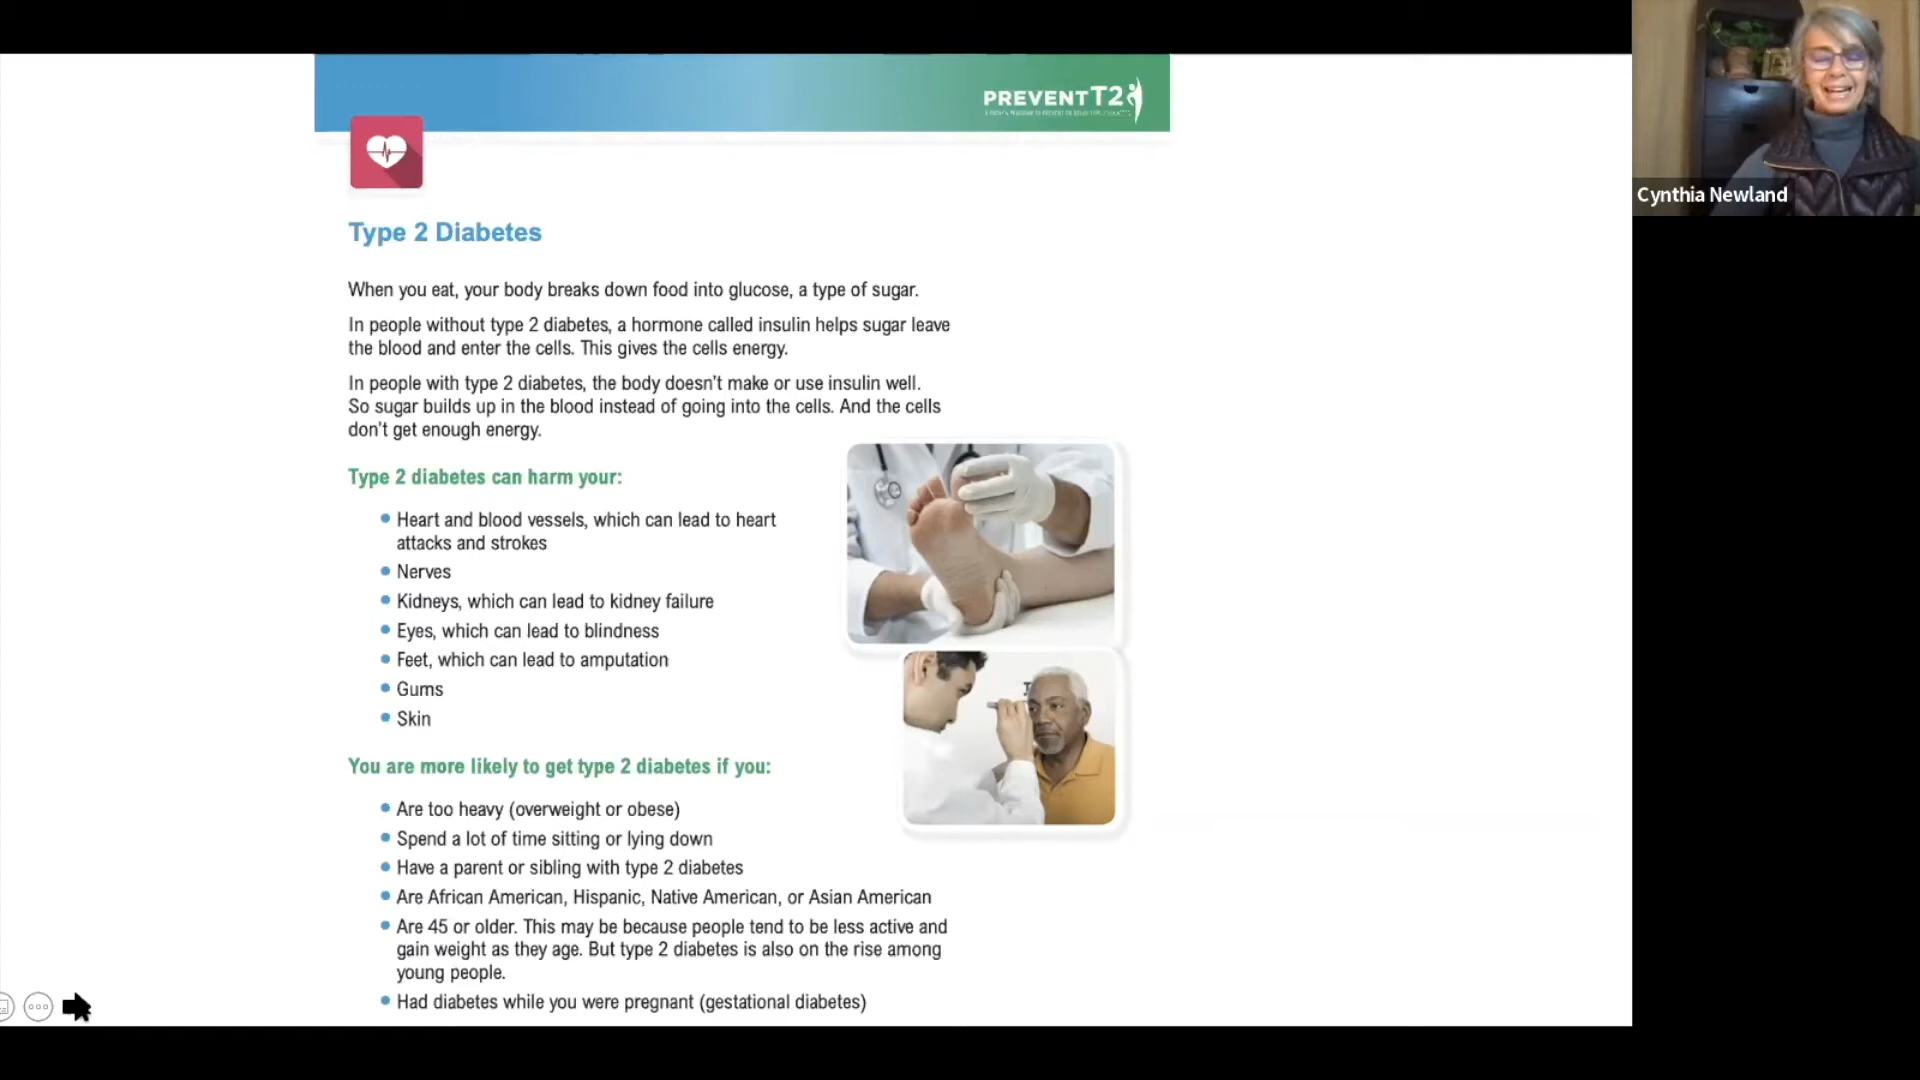 PREVENT T2
Cynthia Newland
Type 2 Diabetes
When you eat, your body breaks down food into glucose, a type of sugar.
In people without type 2 diabetes, a hormone called insulin helps sugar leave
the blood and enter the cells. This gives the cells energy.
In people with type 2 diabetes, the body doesn't make or use insulin well.
So sugar builds up in the blood instead of going into the cells. And the cells
don't get enough energy.
Type 2 diabetes can harm your:
Heart and blood vessels, which can lead to heart
attacks and strokes
Nerves
Kidneys, which can lead to kidney failure
Eyes, which can lead to blindness
Feet, which can lead to amputation
Gums
Skin
You are more likely to get type 2 diabetes if you:
Are too heavy (overweight or obese)
Spend a lot of time sitting or lying down
Have a parent or sibling with type 2 diabetes
Are African American, Hispanic, Native American, or Asian American
Are 45 or older. This may be because people tend to be less active and
gain weight as they age. But type 2 diabetes is also on the rise among
young people.
Had diabetes while you were pregnant (gestational diabetes)